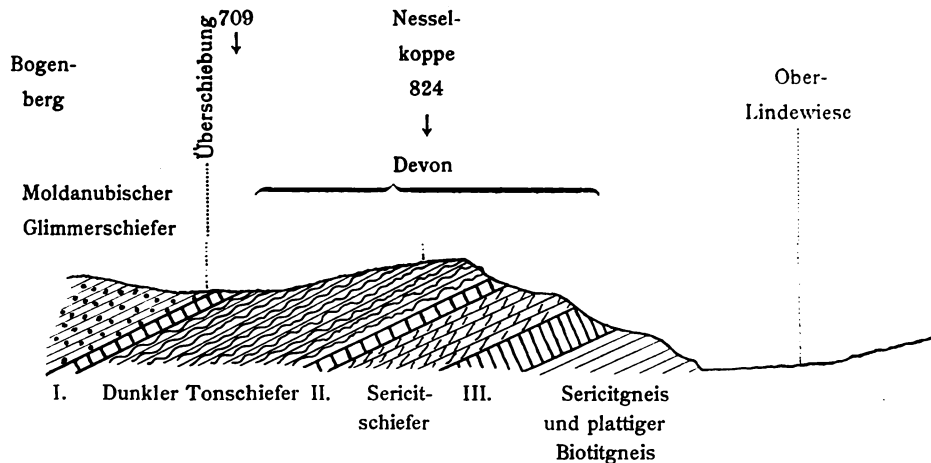 Bogen-
berg
Überschiebung
709
Nessel-
koppe
824
Devon
Ober-
Lindewiese
Moldanubischer
Glimmerschiefer
I. Dunkler Tonschiefer II. Sericit-
schiefer
III. Sericitgneis
und plattiger
Biotitgneis